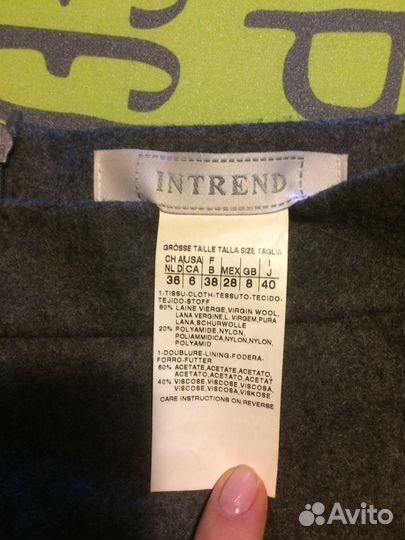 INTREND
GRÖSSE TAILLE TALLA SIZE TAGLIA
CH AUSA F I
NL D CA B MEX GB J
36 6 38 28 8 40
1-TISSU-CLOTH-TESSUTO-TECIDO-
TEJIDO-STOFF
80% LAINE VIERGE,VIRGIN WOOL,
LANA VERGINE,L.VIRGEM,PURA
LANA,SCHURWOLLE
20% POLYAMIDE,NYLON,
POLIAMMIDICA,NYLON,NYLON,
POLYAMID
1-DOUBLURE-LINING-FODERA-
FORRO-FUTTER
60% ACETATE,ACETATE,ACETATO,
ACETATO,ACETATO,ACETAT
40% VISCOSE,VISCOSE,VISCOSA,
VISCOSE,VISCOSA,VISKOSE
CARE INSTRUCTIONS ON REVERSE
Avito